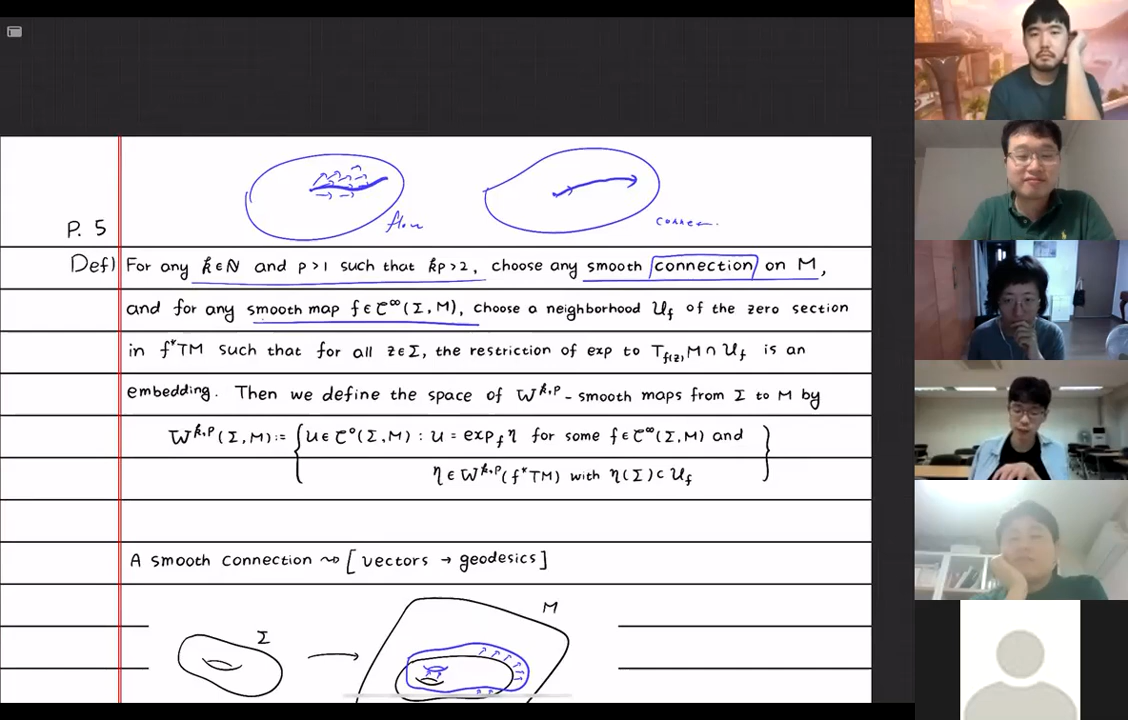 flow
connec
P. 5
Def) For any k∈ℕ and p>1 such that kp>2, choose any smooth connection on M,
and for any smooth map f∈C^∞(Σ,M), choose a neighborhood U_f of the zero section
in f*TM such that for all z∈Σ, the restriction of exp to T_{f(z)}M∩U_f is an
embedding. Then we define the space of W^{k,p}-smooth maps from Σ to M by
W^{k,p}(Σ,M):= { u∈C^0(Σ,M) : u = exp_f η for some f∈C^∞(Σ,M) and
η∈W^{k,p}(f*TM) with η(Σ)⊂U_f }
A smooth connection ⇝ [vectors → geodesics]
M
Σ